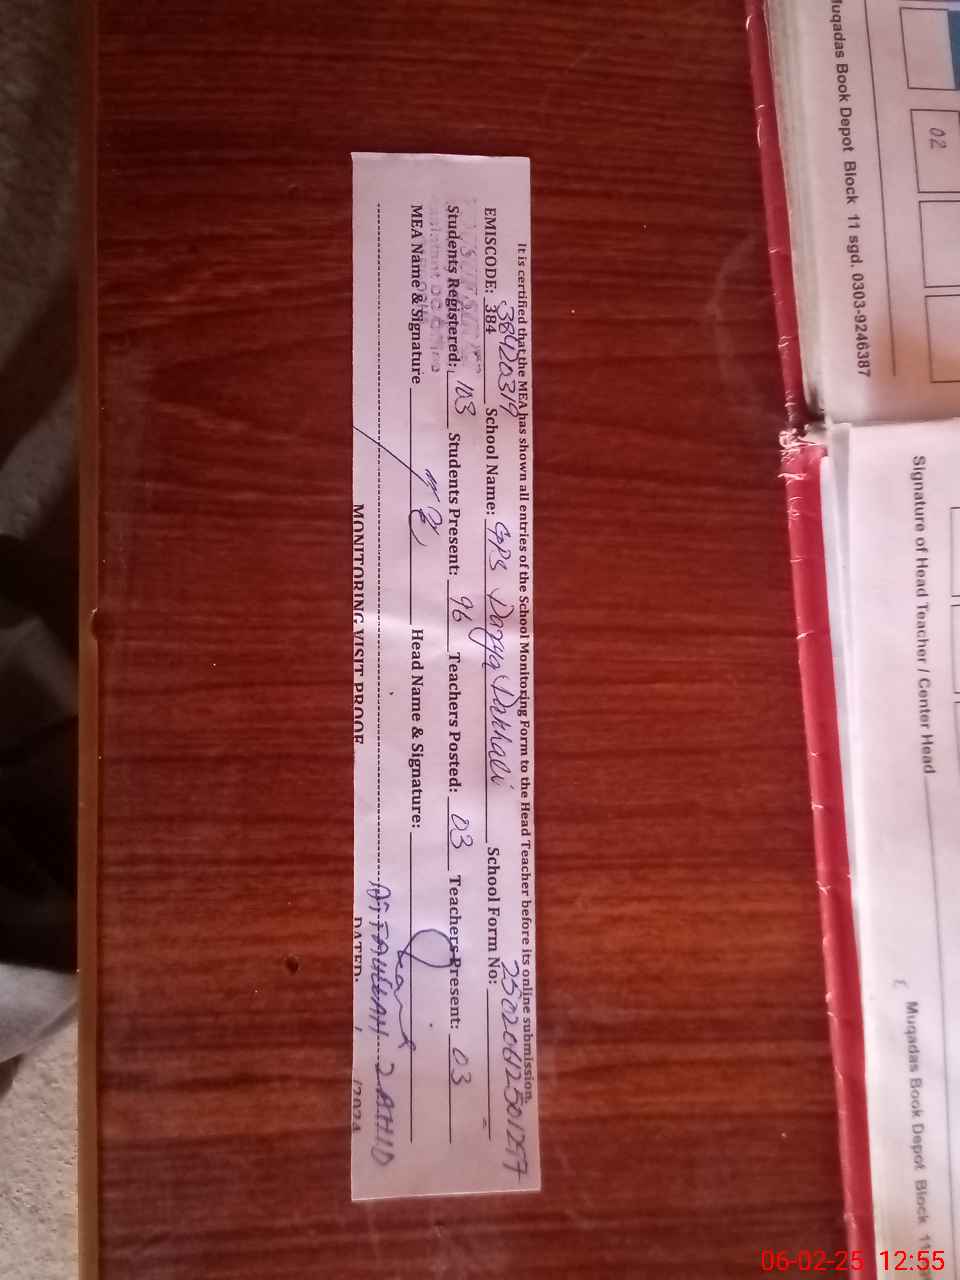 It is certified that the MEA has shown all entries of the School Monitoring Form to the Head Teacher before its online submission.
EMISCODE: 384 38420319 School Name: GPS Darya Dakhali School Form No:
Students Registered: 103 Students Present: 96 Teachers Posted: 03 Teachers Present: 03
MEA Name & Signature Head Name & Signature:
ZAHID
MONITORING VISIT PROOF DATED: /2024
Muqadas Book Depot Block 11 sgd. 0303-9246387
02
Signature of Head Teacher / Center Head
Muqadas Book Depot Block 11
06-02-25 12:55